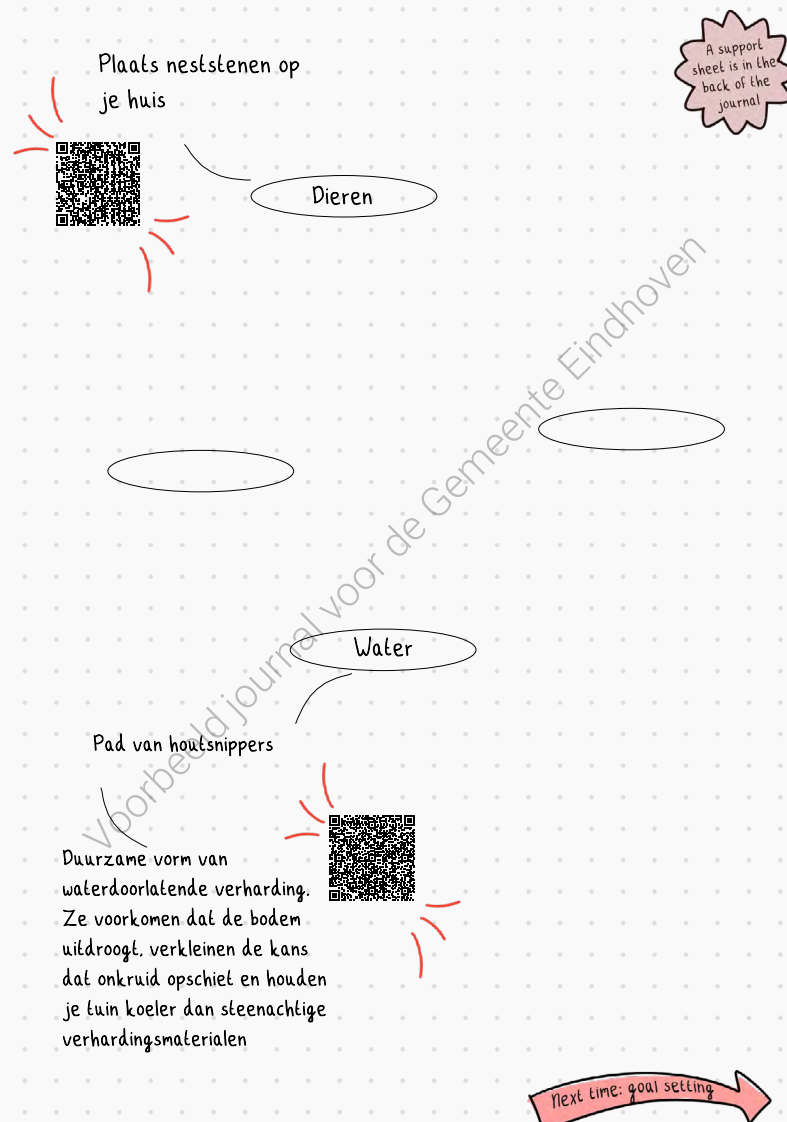 A support
sheet is in the
back of the
journal
Plaats neststenen op
je huis
Dieren
Voorbeeld journal voor de Gemeente Eindhoven
Water
Pad van houtsnippers
Duurzame vorm van
waterdoorlatende verharding.
Ze voorkomen dat de bodem
uitdroogt, verkleinen de kans
dat onkruid opschiet en houden
je tuin koeler dan steenachtige
verhardingsmaterialen
next time: goal setting